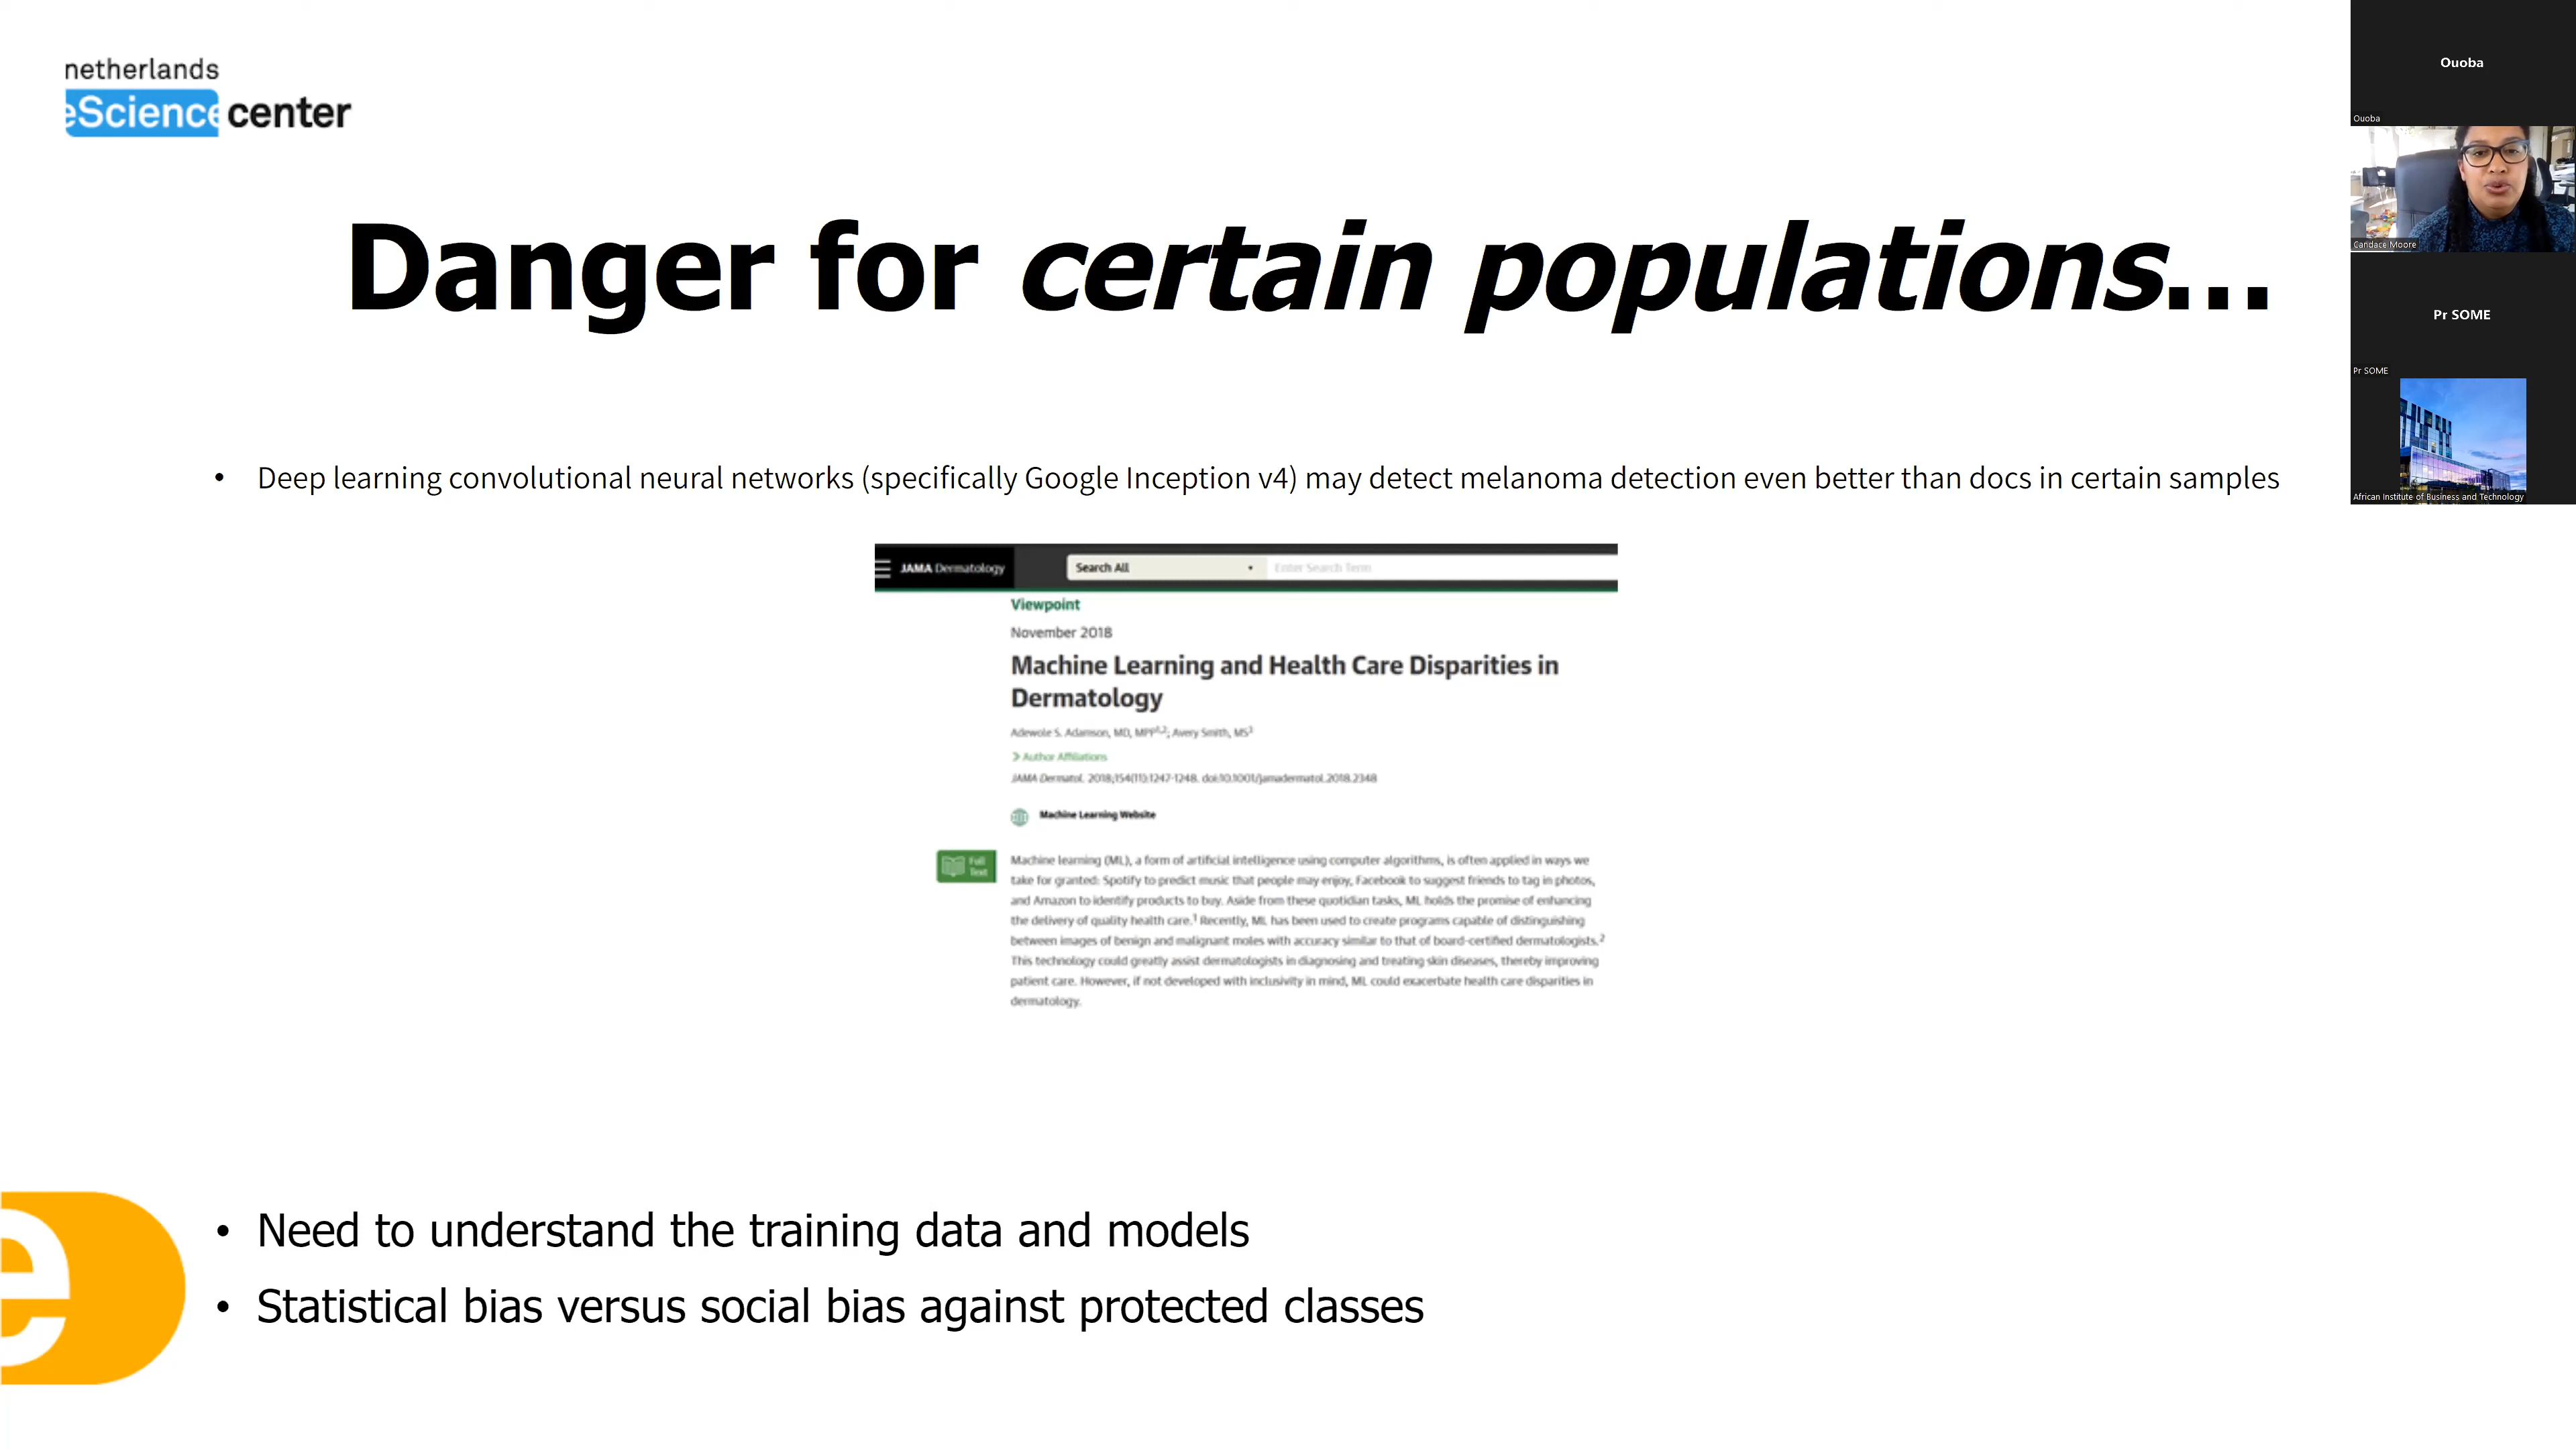 netherlands
eScience center
Danger for certain populations...
• Deep learning convolutional neural networks (specifically Google Inception v4) may detect melanoma detection even better than docs in certain samples
JAMA Dermatology
Search All
Enter Search Term
Viewpoint
November 2018
Machine Learning and Health Care Disparities in
Dermatology
Adewole S. Adamson, MD, MPP1,2; Avery Smith, MS3
> Author Affiliations
JAMA Dermatol. 2018;154(11):1247-1248. doi:10.1001/jamadermatol.2018.2348
Machine Learning Website
Full
Text
Machine learning (ML), a form of artificial intelligence using computer algorithms, is often applied in ways we
take for granted: Spotify to predict music that people may enjoy, Facebook to suggest friends to tag in photos,
and Amazon to identify products to buy. Aside from these quotidian tasks, ML holds the promise of enhancing
the delivery of quality health care.1 Recently, ML has been used to create programs capable of distinguishing
between images of benign and malignant moles with accuracy similar to that of board-certified dermatologists.2
This technology could greatly assist dermatologists in diagnosing and treating skin diseases, thereby improving
patient care. However, if not developed with inclusivity in mind, ML could exacerbate health care disparities in
dermatology.
• Need to understand the training data and models
• Statistical bias versus social bias against protected classes
e
Ouoba
Ouoba
Candace Moore
Pr SOME
Pr SOME
African Institute of Business and Technology